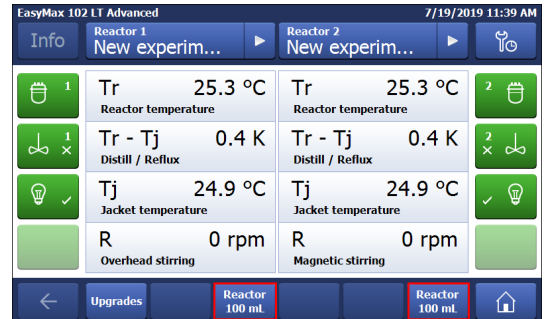 EasyMax 102 LT Advanced 7/19/2019 11:39 AM
Info
Reactor 1
New experim...
Reactor 2
New experim...
1
Tr 25.3 °C
Reactor temperature
Tr 25.3 °C
Reactor temperature
2
1
Tr - Tj 0.4 K
Distill / Reflux
Tr - Tj 0.4 K
Distill / Reflux
2
Tj 24.9 °C
Jacket temperature
Tj 24.9 °C
Jacket temperature
R 0 rpm
Overhead stirring
R 0 rpm
Magnetic stirring
Upgrades
Reactor
100 mL
Reactor
100 mL